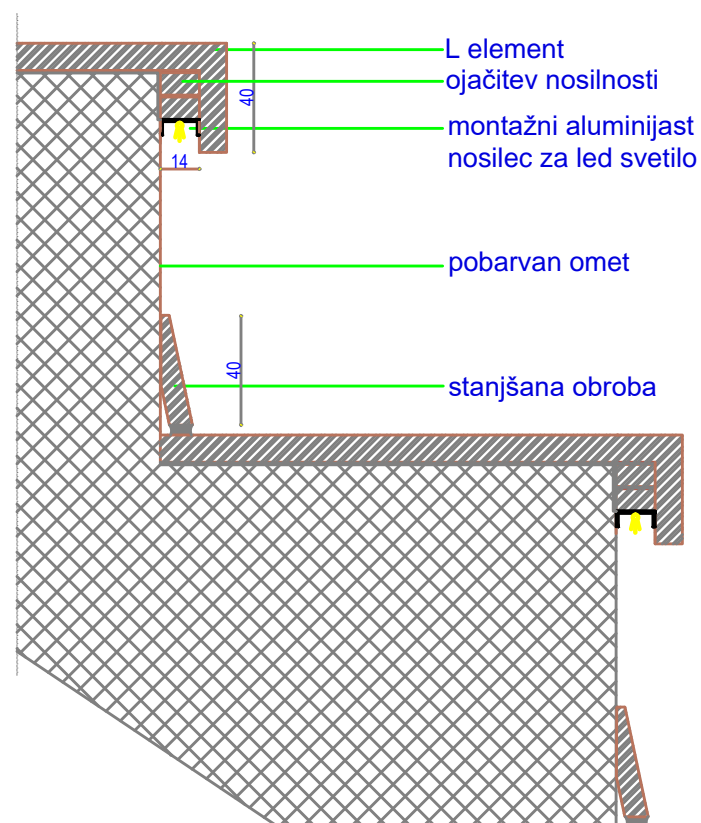 L element
ojačitev nosilnosti
40
montažni aluminijast
nosilec za led svetilo
14
pobarvan omet
40
stanjšana obroba